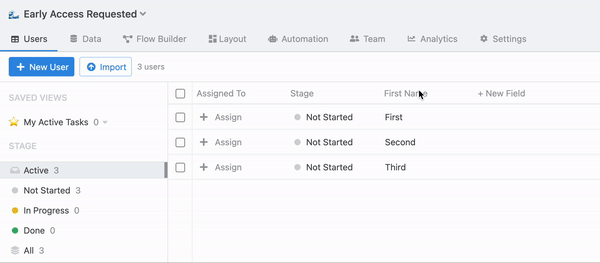 Early Access Requested
Users Data Flow Builder Layout Automation Team Analytics Settings
+ New User Import 3 users
SAVED VIEWS
My Active Tasks 0
STAGE
Active 3
Not Started 3
In Progress 0
Done 0
All 3
Assigned To Stage First Name + New Field
+ Assign Not Started First
+ Assign Not Started Second
+ Assign Not Started Third